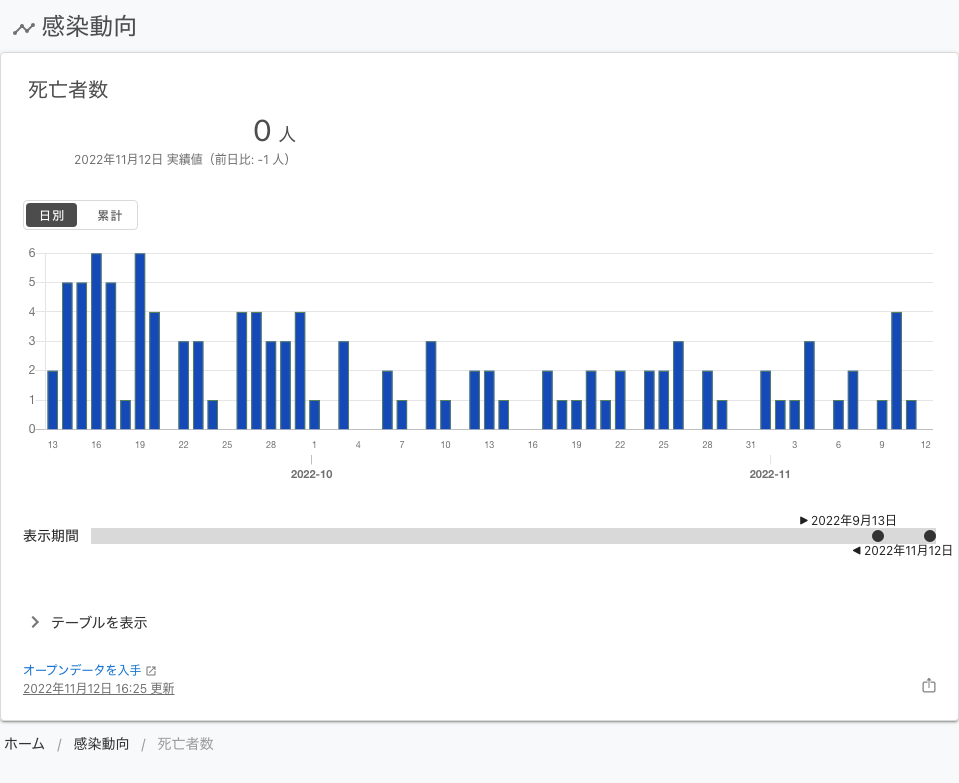 感染動向
死亡者数
0 人
2022年11月12日 実績値（前日比: -1 人）
日別 累計
6
5
4
3
2
1
0
13 16 19 22 25 28 1 4 7 10 13 16 19 22 25 28 31 3 6 9 12
2022-10 2022-11
2022年9月13日
表示期間
2022年11月12日
テーブルを表示
オープンデータを入手
2022年11月12日 16:25 更新
ホーム / 感染動向 / 死亡者数